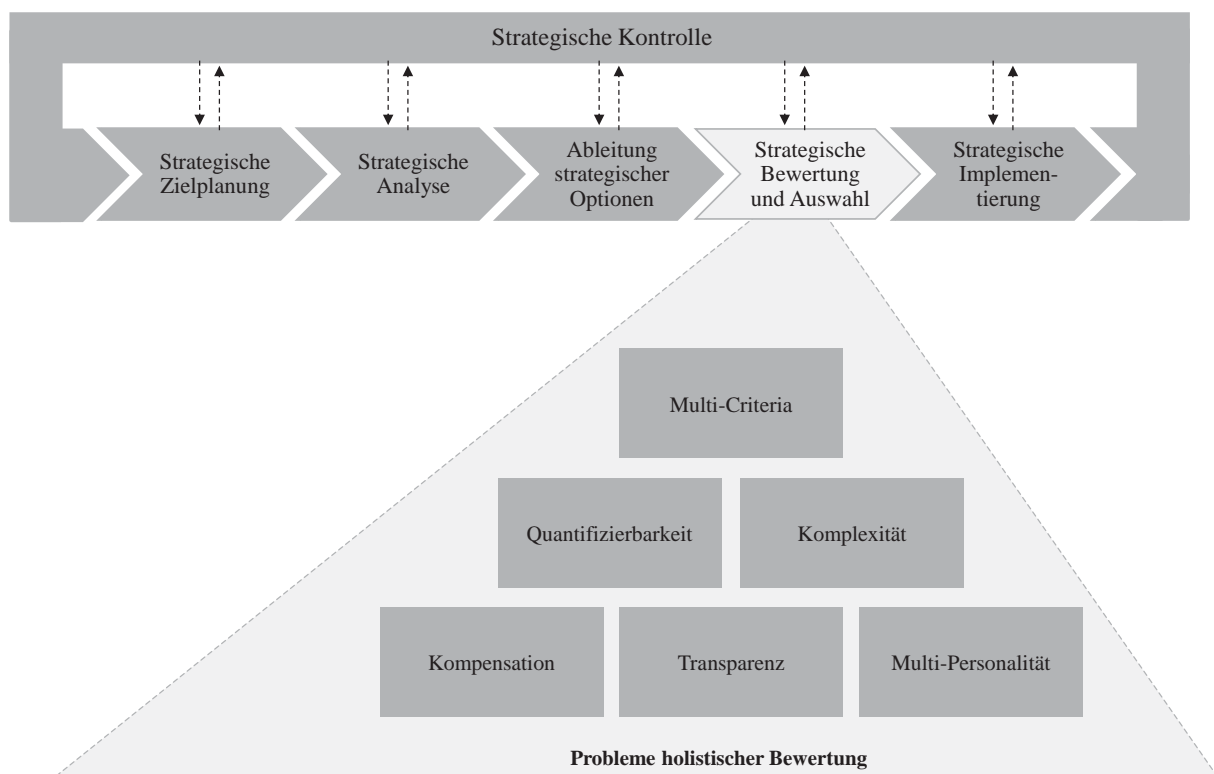 Strategische Kontrolle
Strategische
Zielplanung
Strategische
Analyse
Ableitung
strategischer
Optionen
Strategische
Bewertung
und Auswahl
Strategische
Implemen-
tierung
Multi-Criteria
Quantifizierbarkeit
Komplexität
Kompensation
Transparenz
Multi-Personalität
Probleme holistischer Bewertung